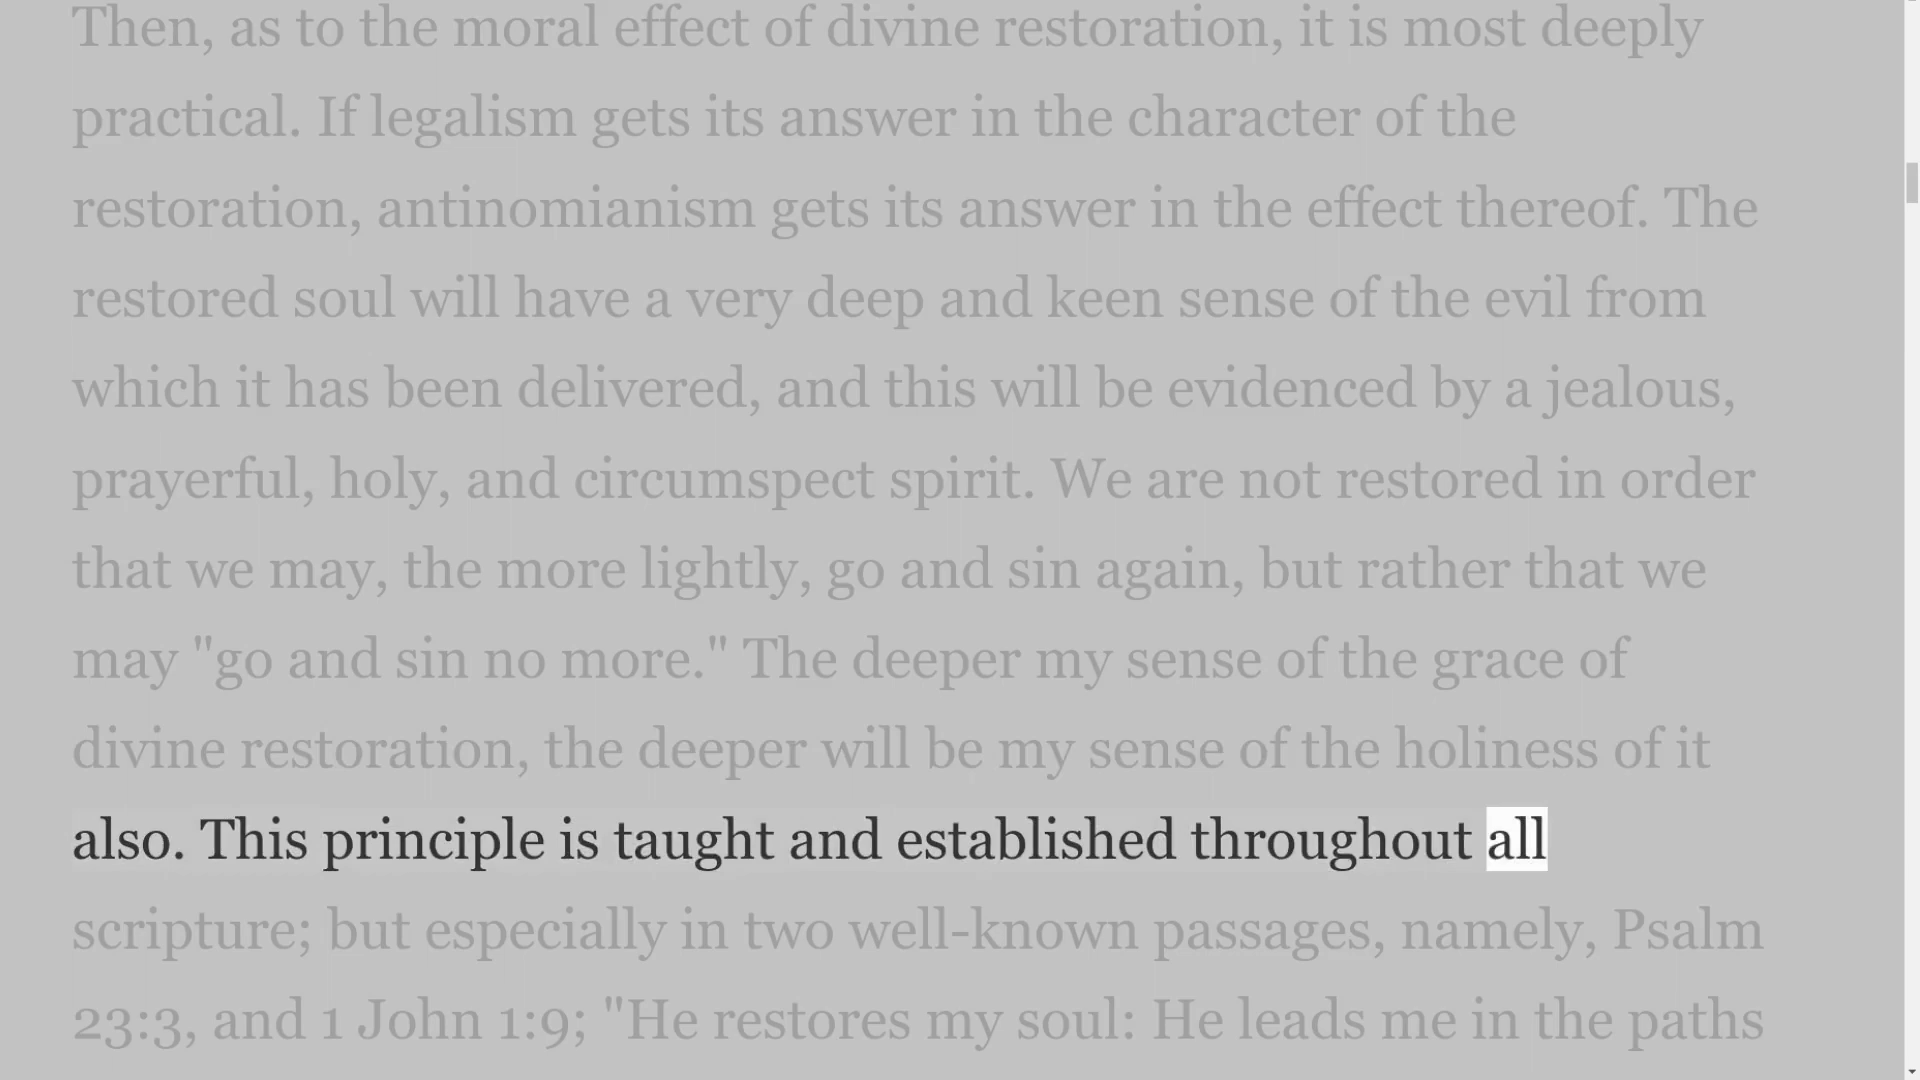 Then, as to the moral effect of divine restoration, it is most deeply
practical. If legalism gets its answer in the character of the
restoration, antinomianism gets its answer in the effect thereof. The
restored soul will have a very deep and keen sense of the evil from
which it has been delivered, and this will be evidenced by a jealous,
prayerful, holy, and circumspect spirit. We are not restored in order
that we may, the more lightly, go and sin again, but rather that we
may "go and sin no more." The deeper my sense of the grace of
divine restoration, the deeper will be my sense of the holiness of it
also. This principle is taught and established throughout all
scripture; but especially in two well-known passages, namely, Psalm
23:3, and 1 John 1:9; "He restores my soul: He leads me in the paths